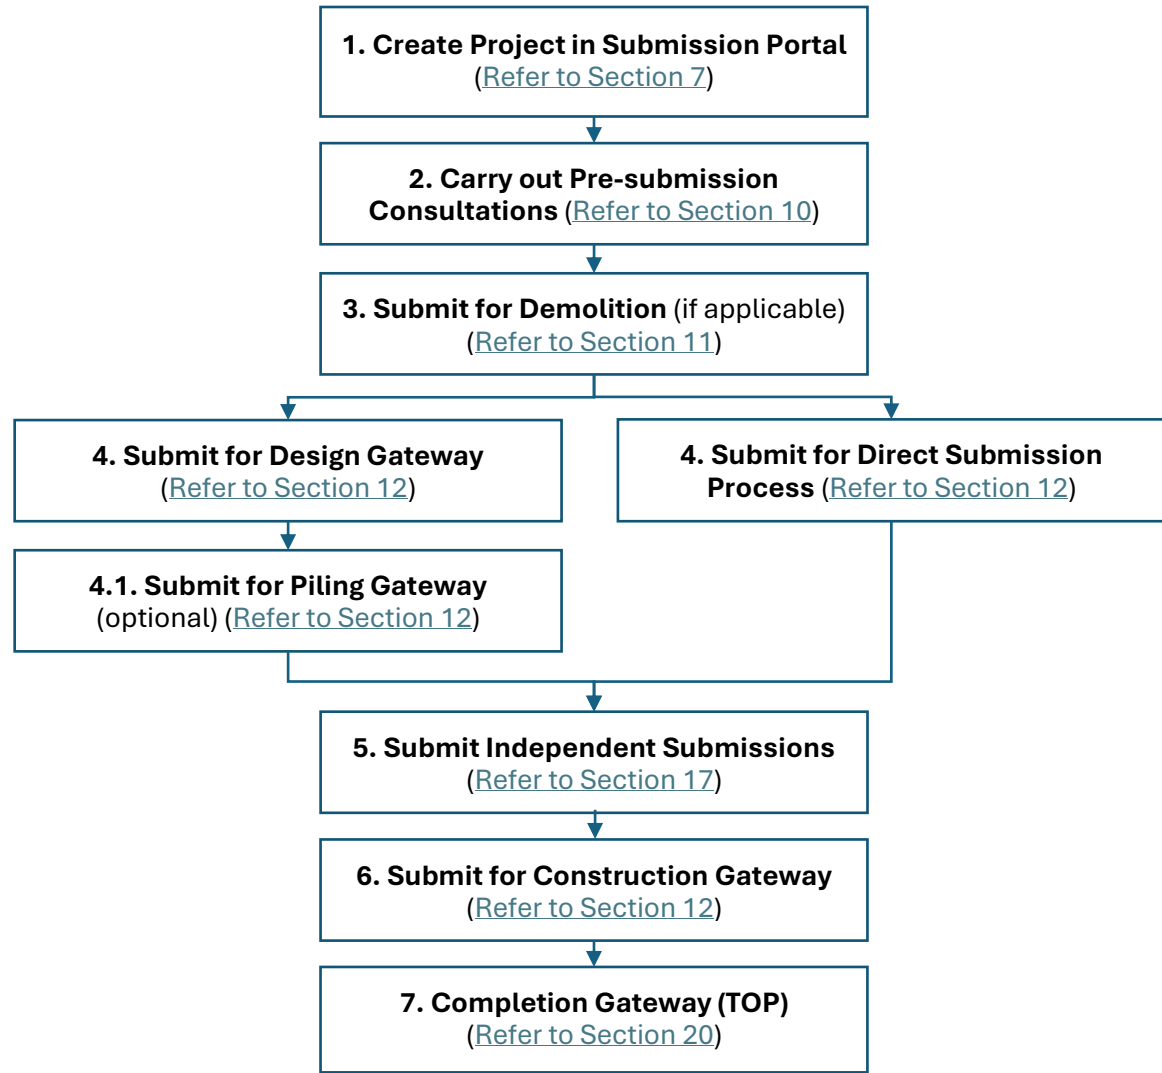 1. Create Project in Submission Portal
(Refer to Section 7)
2. Carry out Pre-submission
Consultations (Refer to Section 10)
3. Submit for Demolition (if applicable)
(Refer to Section 11)
4. Submit for Design Gateway
(Refer to Section 12)
4. Submit for Direct Submission
Process (Refer to Section 12)
4.1. Submit for Piling Gateway
(optional) (Refer to Section 12)
5. Submit Independent Submissions
(Refer to Section 17)
6. Submit for Construction Gateway
(Refer to Section 12)
7. Completion Gateway (TOP)
(Refer to Section 20)